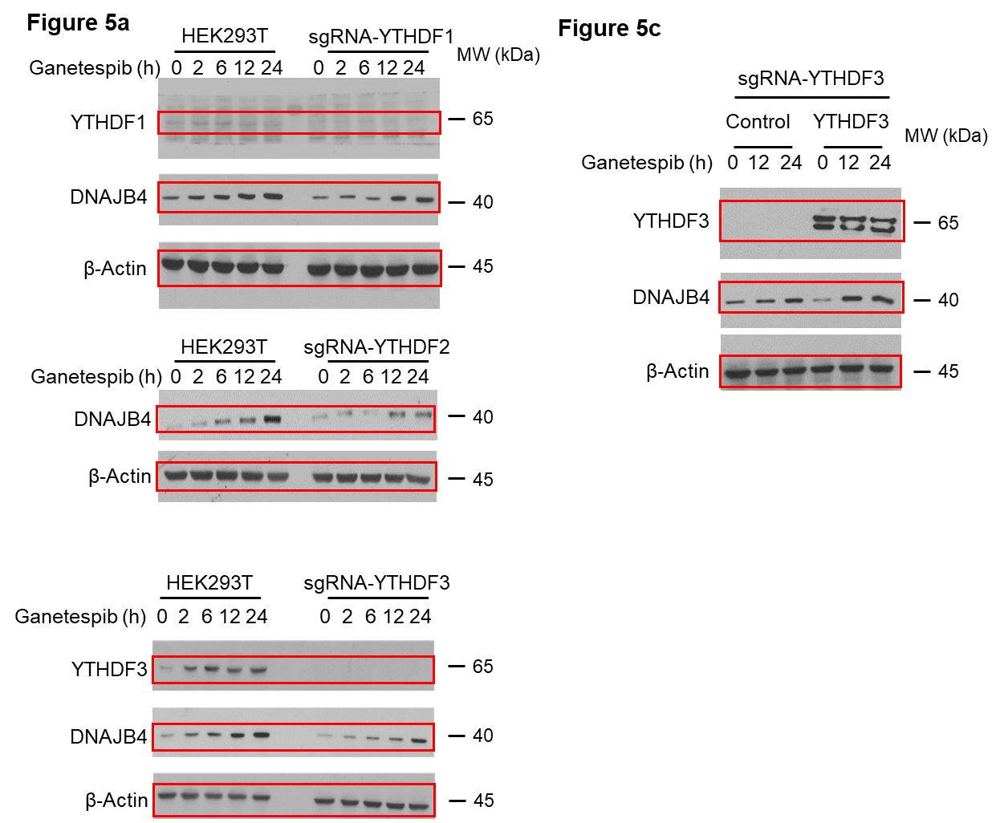 Figure 5a
HEK293T sgRNA-YTHDF1
MW (kDa)
Ganetespib (h) 0 2 6 12 24 0 2 6 12 24
YTHDF1 65
DNAJB4 40
β-Actin 45
HEK293T sgRNA-YTHDF2
Ganetespib (h) 0 2 6 12 24 0 2 6 12 24
DNAJB4 40
β-Actin 45
HEK293T sgRNA-YTHDF3
Ganetespib (h) 0 2 6 12 24 0 2 6 12 24
YTHDF3 65
DNAJB4 40
β-Actin 45
Figure 5c
sgRNA-YTHDF3
Control YTHDF3
MW (kDa)
Ganetespib (h) 0 12 24 0 12 24
YTHDF3 65
DNAJB4 40
β-Actin 45